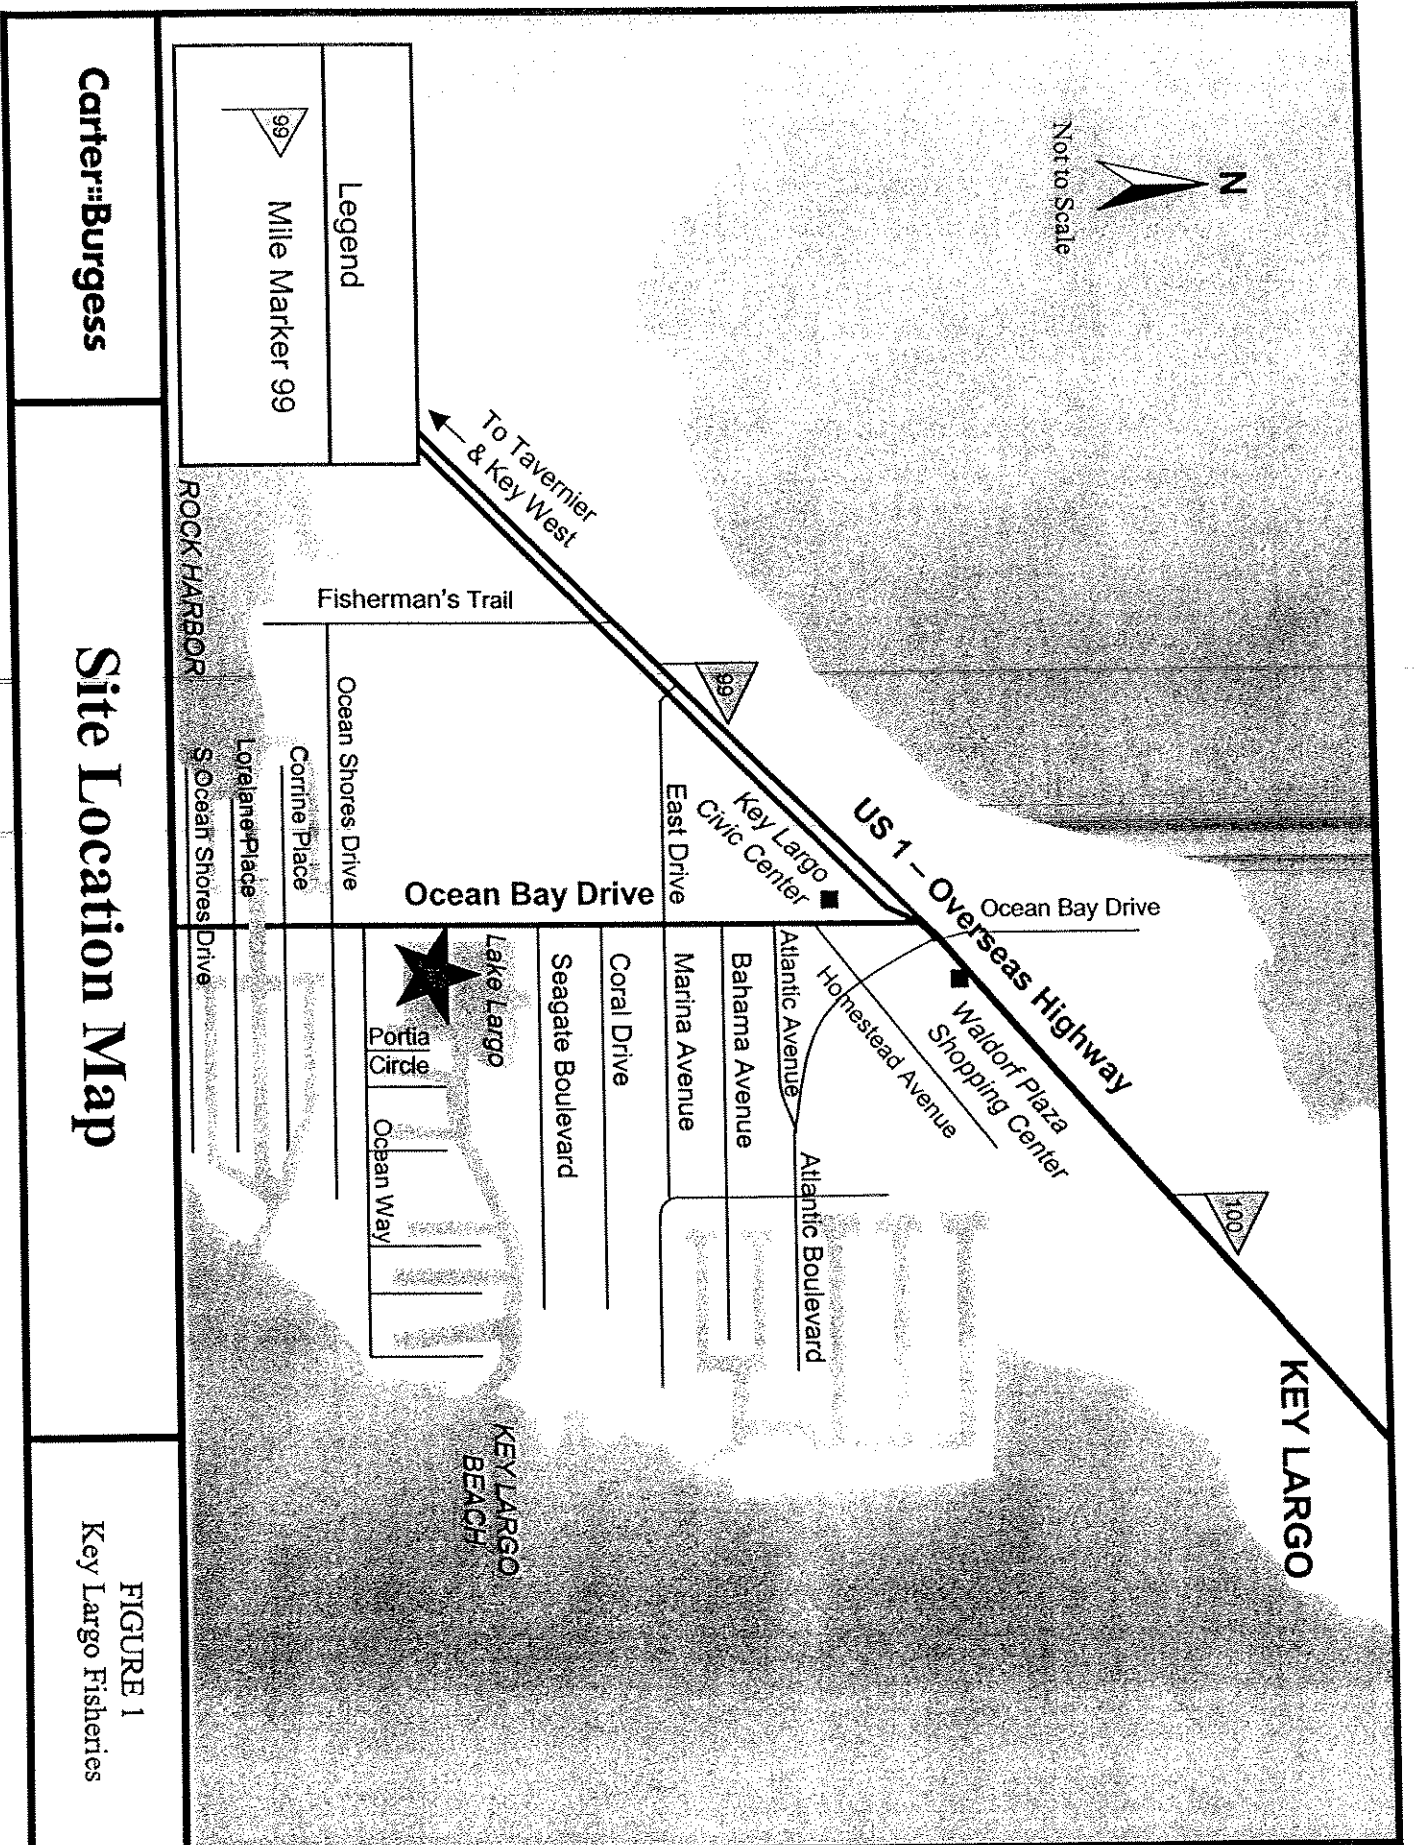 N
Not to Scale
KEY LARGO
100
US 1 – Overseas Highway
Ocean Bay Drive
Waldorf Plaza
Shopping Center
Homestead Avenue
Key Largo
Civic Center
99
Atlantic Avenue
Atlantic Boulevard
Bahama Avenue
East Drive
Marina Avenue
To Tavernier
& Key West
Fisherman's Trail
Ocean Bay Drive
Coral Drive
Seagate Boulevard
Lake Largo
KEY LARGO
BEACH
Portia
Circle
Ocean Way
Ocean Shores Drive
Corrine Place
Lorelane Place
S Ocean Shores Drive
ROCK HARBOR
Legend
99
Mile Marker 99
Carter::Burgess
Site Location Map
FIGURE 1
Key Largo Fisheries